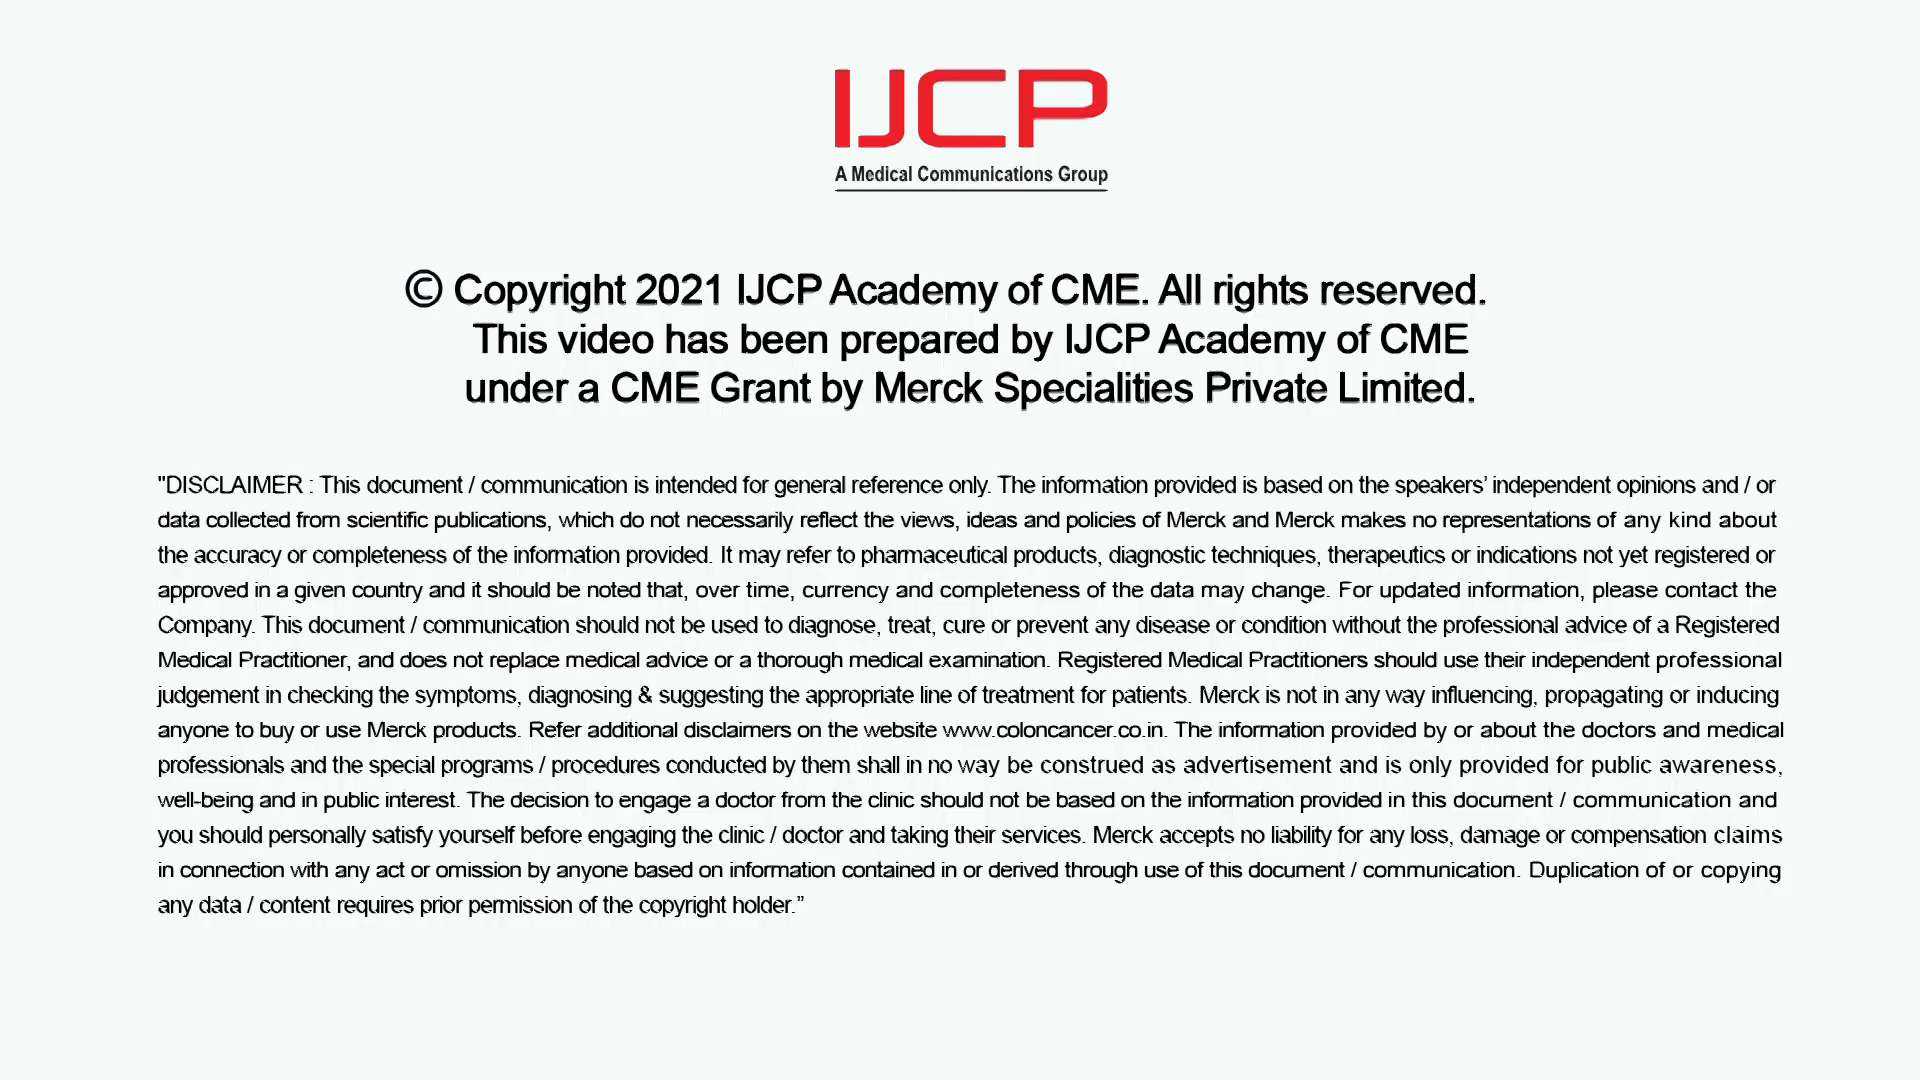 IJCP
A Medical Communications Group
© Copyright 2021 IJCP Academy of CME. All rights reserved.
This video has been prepared by IJCP Academy of CME
under a CME Grant by Merck Specialities Private Limited.
"DISCLAIMER : This document / communication is intended for general reference only. The information provided is based on the speakers’ independent opinions and / or
data collected from scientific publications, which do not necessarily reflect the views, ideas and policies of Merck and Merck makes no representations of any kind about
the accuracy or completeness of the information provided. It may refer to pharmaceutical products, diagnostic techniques, therapeutics or indications not yet registered or
approved in a given country and it should be noted that, over time, currency and completeness of the data may change. For updated information, please contact the
Company. This document / communication should not be used to diagnose, treat, cure or prevent any disease or condition without the professional advice of a Registered
Medical Practitioner, and does not replace medical advice or a thorough medical examination. Registered Medical Practitioners should use their independent professional
judgement in checking the symptoms, diagnosing & suggesting the appropriate line of treatment for patients. Merck is not in any way influencing, propagating or inducing
anyone to buy or use Merck products. Refer additional disclaimers on the website www.coloncancer.co.in. The information provided by or about the doctors and medical
professionals and the special programs / procedures conducted by them shall in no way be construed as advertisement and is only provided for public awareness,
well-being and in public interest. The decision to engage a doctor from the clinic should not be based on the information provided in this document / communication and
you should personally satisfy yourself before engaging the clinic / doctor and taking their services. Merck accepts no liability for any loss, damage or compensation claims
in connection with any act or omission by anyone based on information contained in or derived through use of this document / communication. Duplication of or copying
any data / content requires prior permission of the copyright holder.”